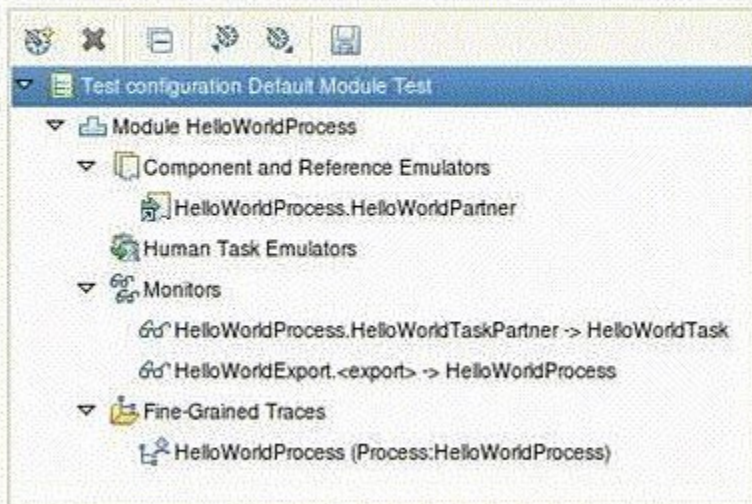 Test configuration Default Module Test
Module HelloWorldProcess
Component and Reference Emulators
HelloWorldProcess.HelloWorldPartner
Human Task Emulators
Monitors
HelloWorldProcess.HelloWorldTaskPartner -> HelloWorldTask
HelloWorldExport.<export> -> HelloWorldProcess
Fine-Grained Traces
HelloWorldProcess (Process:HelloWorldProcess)